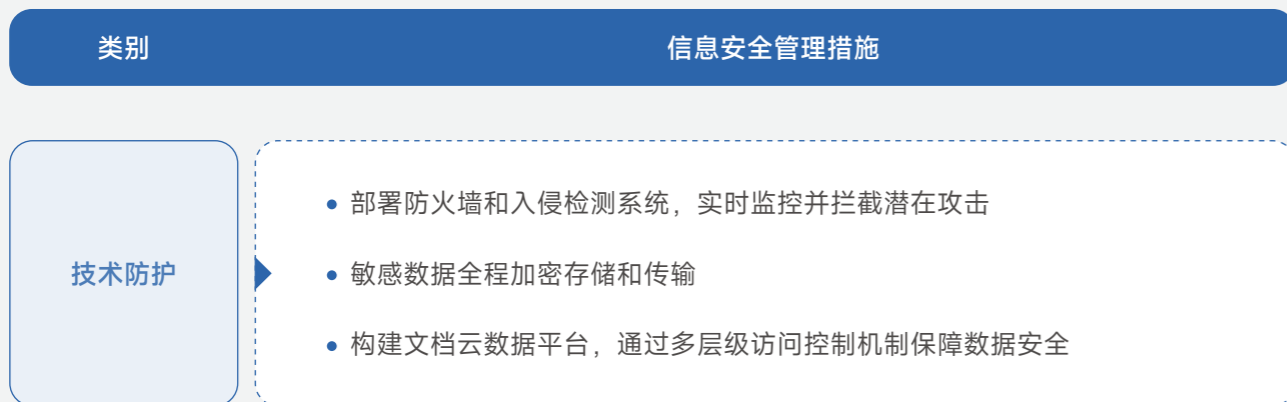 类别
信息安全管理措施
技术防护
部署防火墙和入侵检测系统，实时监控并拦截潜在攻击
敏感数据全程加密存储和传输
构建文档云数据平台，通过多层级访问控制机制保障数据安全